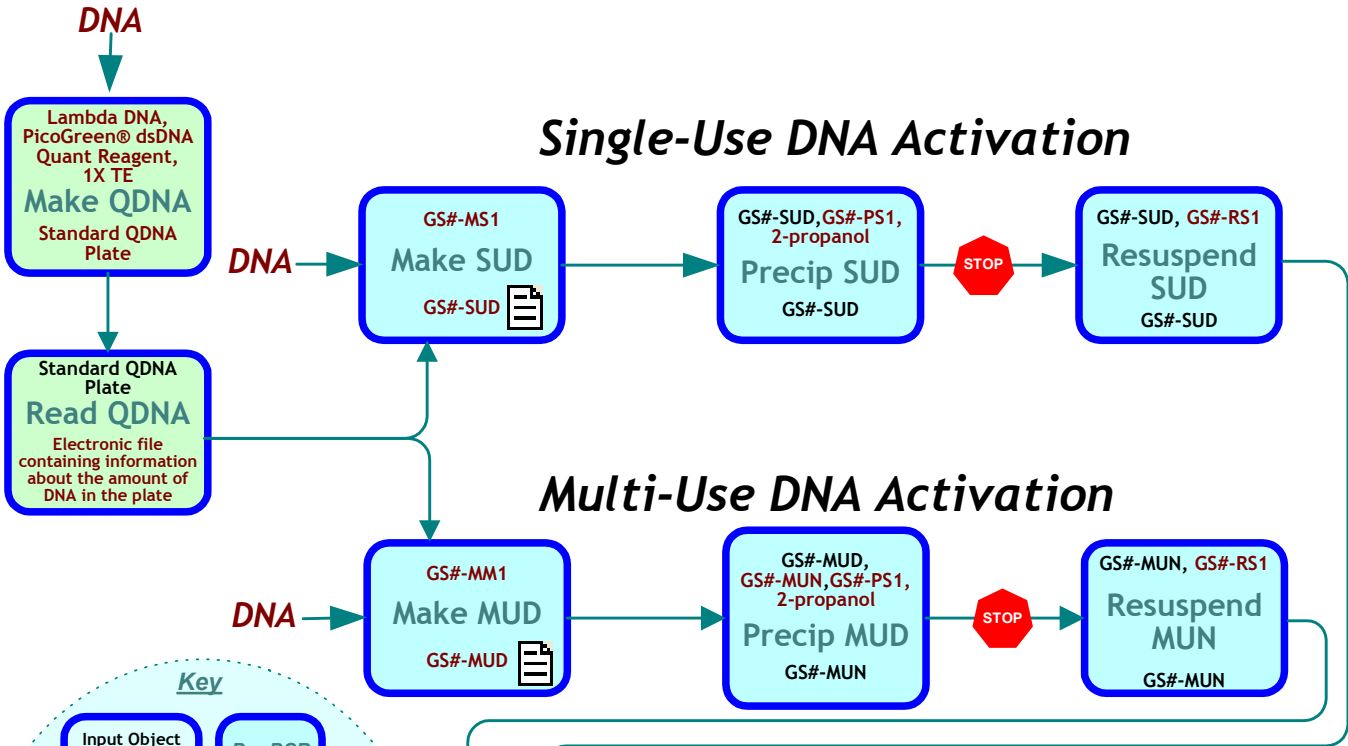 DNA
Lambda DNA,
PicoGreen® dsDNA
Quant Reagent,
1X TE
Make QDNA
Standard QDNA
Plate
Standard QDNA
Plate
Read QDNA
Electronic file
containing information
about the amount of
DNA in the plate
Single-Use DNA Activation
DNA
GS#-MS1
Make SUD
GS#-SUD
GS#-SUD,GS#-PS1,
2-propanol
Precip SUD
GS#-SUD
STOP
GS#-SUD, GS#-RS1
Resuspend
SUD
GS#-SUD
Multi-Use DNA Activation
DNA
GS#-MM1
Make MUD
GS#-MUD
GS#-MUD,
GS#-MUN,GS#-PS1,
2-propanol
Precip MUD
GS#-MUN
STOP
GS#-MUN, GS#-RS1
Resuspend
MUN
GS#-MUN
Key
Input Object